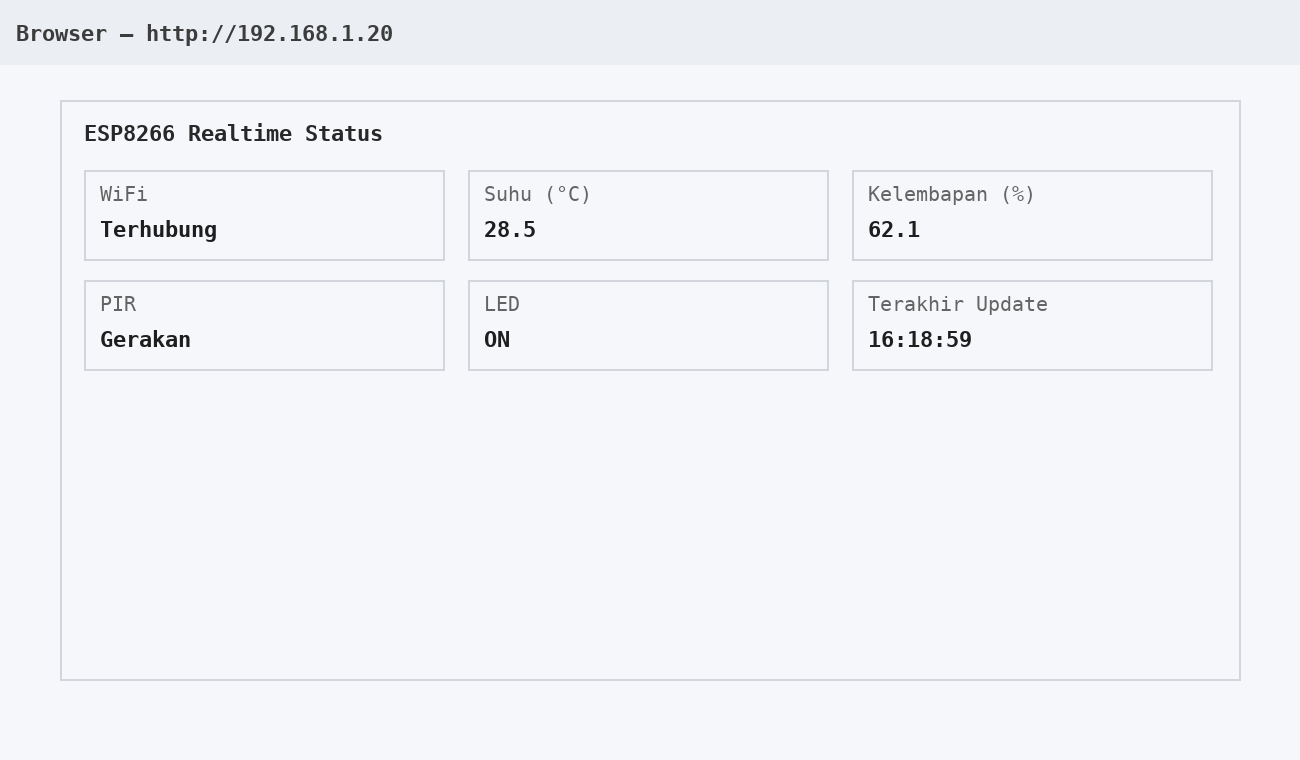 Browser — http://192.168.1.20
ESP8266 Realtime Status
WiFi
Terhubung
Suhu (°C)
28.5
Kelembapan (%)
62.1
PIR
Gerakan
LED
ON
Terakhir Update
16:18:59